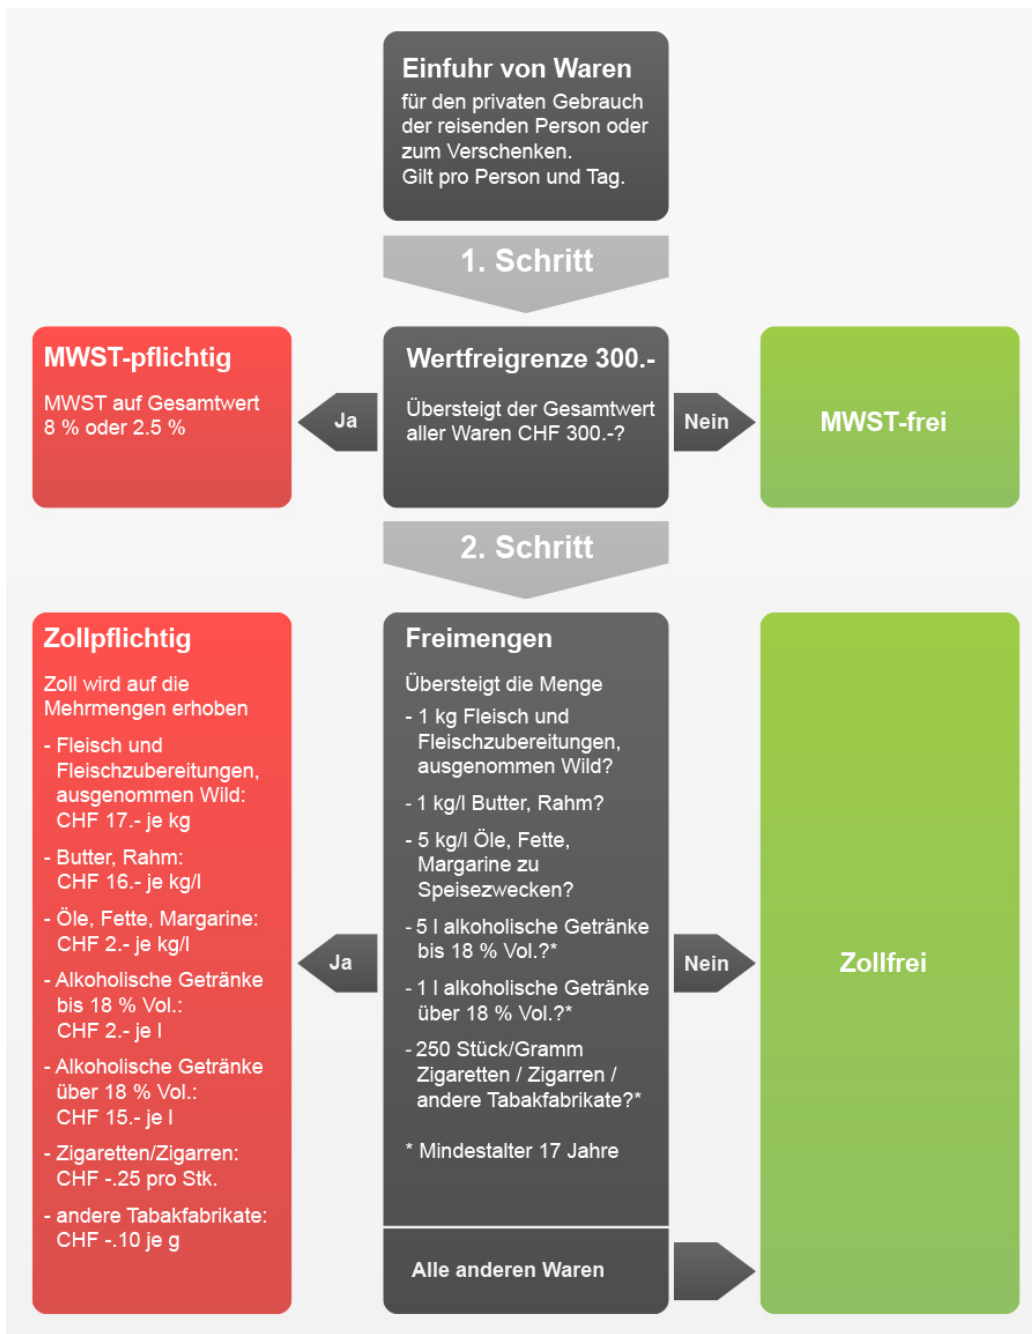 Einfuhr von Waren
für den privaten Gebrauch
der reisenden Person oder
zum Verschenken.
Gilt pro Person und Tag.
1. Schritt
MWST-pflichtig
MWST auf Gesamtwert
8 % oder 2.5 %
Ja
Wertfreigrenze 300.-
Übersteigt der Gesamtwert
aller Waren CHF 300.-?
Nein
MWST-frei
2. Schritt
Zollpflichtig
Zoll wird auf die
Mehrmengen erhoben
- Fleisch und
Fleischzubereitungen,
ausgenommen Wild:
CHF 17.- je kg
- Butter, Rahm:
CHF 16.- je kg/l
- Öle, Fette, Margarine:
CHF 2.- je kg/l
- Alkoholische Getränke
bis 18 % Vol.:
CHF 2.- je l
- Alkoholische Getränke
über 18 % Vol.:
CHF 15.- je l
- Zigaretten/Zigarren:
CHF -.25 pro Stk.
- andere Tabakfabrikate:
CHF -.10 je g
Ja
Freimengen
Übersteigt die Menge
- 1 kg Fleisch und
Fleischzubereitungen,
ausgenommen Wild?
- 1 kg/l Butter, Rahm?
- 5 kg/l Öle, Fette,
Margarine zu
Speisezwecken?
- 5 l alkoholische Getränke
bis 18 % Vol.?*
- 1 l alkoholische Getränke
über 18 % Vol.?*
- 250 Stück/Gramm
Zigaretten / Zigarren /
andere Tabakfabrikate?*
* Mindestalter 17 Jahre
Alle anderen Waren
Nein
Zollfrei